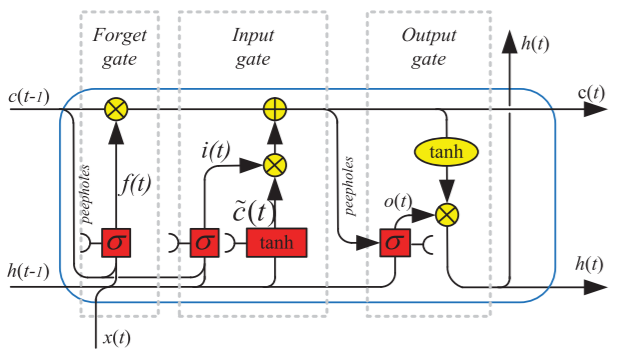 Forget
gate
Input
gate
Output
gate
h(t)
c(t-1)
c(t)
i(t)
tanh
peepholes
f(t)
peepholes
c̃(t)
o(t)
σ
σ
tanh
σ
h(t-1)
h(t)
x(t)